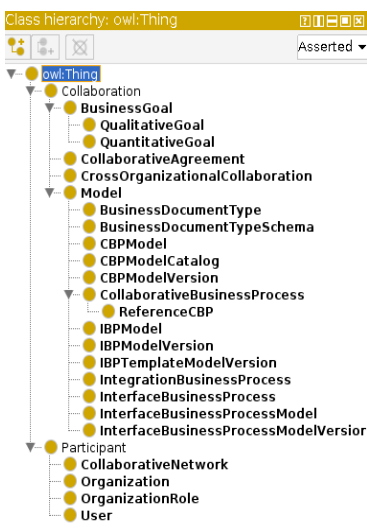 Class hierarchy: owl:Thing
Asserted
owl:Thing
Collaboration
BusinessGoal
QualitativeGoal
QuantitativeGoal
CollaborativeAgreement
CrossOrganizationalCollaboration
Model
BusinessDocumentType
BusinessDocumentTypeSchema
CBPModel
CBPModelCatalog
CBPModelVersion
CollaborativeBusinessProcess
ReferenceCBP
IBPModel
IBPModelVersion
IBPTemplateModelVersion
IntegrationBusinessProcess
InterfaceBusinessProcess
InterfaceBusinessProcessModel
InterfaceBusinessProcessModelVersior
Participant
CollaborativeNetwork
Organization
OrganizationRole
User